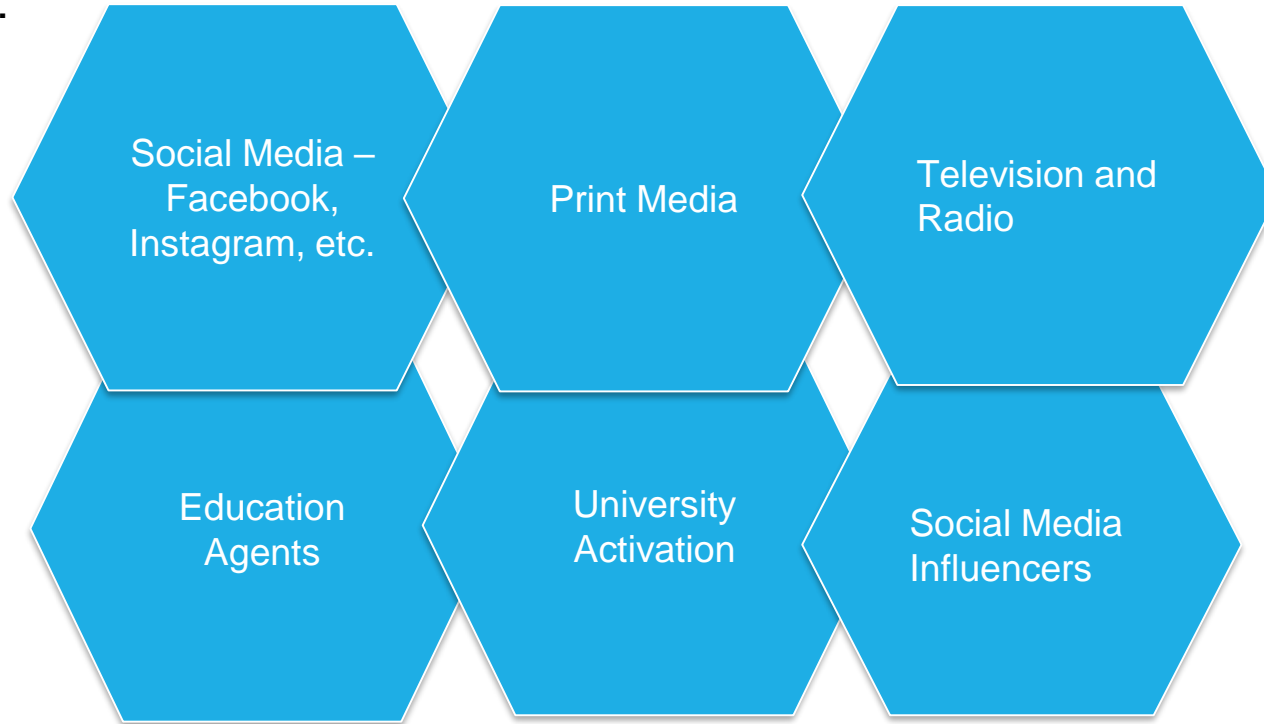 Social Media –
Facebook,
Instagram, etc.
Print Media
Television and
Radio
Education
Agents
University
Activation
Social Media
Influencers